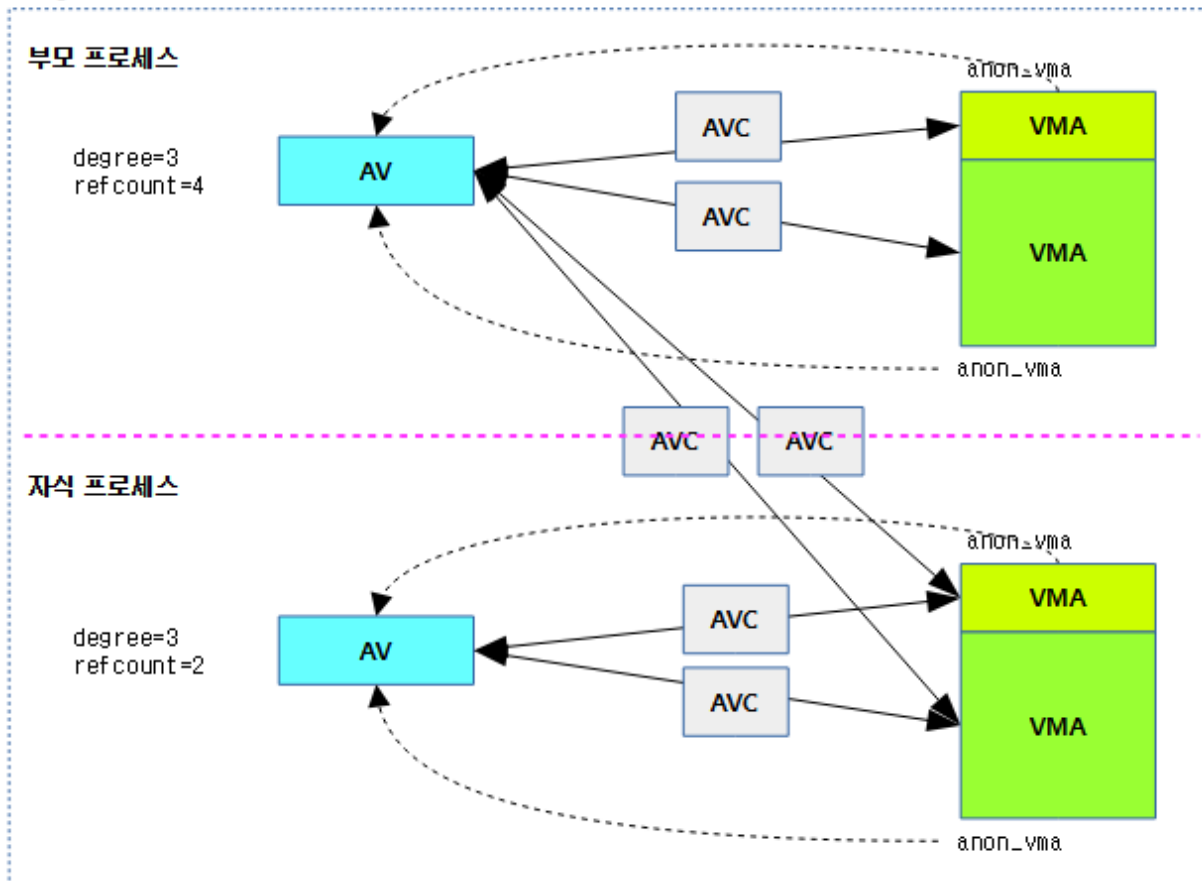 부모 프로세스
anon_vma
AVC
VMA
degree=3
refcount=4
AV
AVC
VMA
anon_vma
AVC
AVC
자식 프로세스
anon_vma
AVC
VMA
degree=3
refcount=2
AV
AVC
VMA
anon_vma